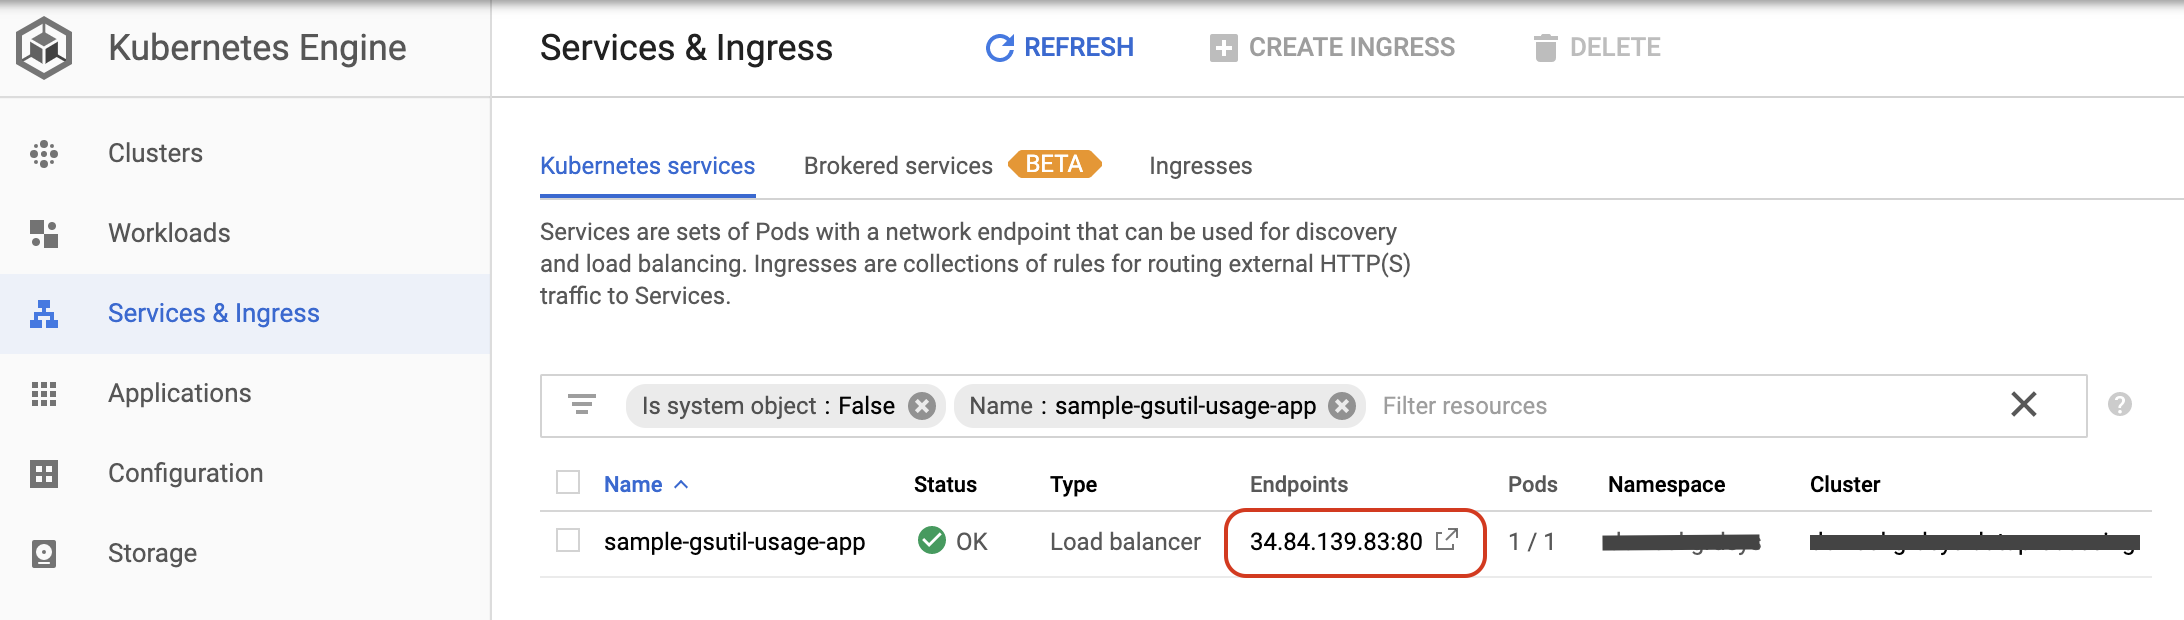 Kubernetes Engine
Services & Ingress
REFRESH
CREATE INGRESS
DELETE
Clusters
Workloads
Services & Ingress
Applications
Configuration
Storage
Kubernetes services
Brokered services BETA
Ingresses
Services are sets of Pods with a network endpoint that can be used for discovery
and load balancing. Ingresses are collections of rules for routing external HTTP(S)
traffic to Services.
Is system object : False
Name : sample-gsutil-usage-app
Filter resources
?
Name Status Type Endpoints Pods Namespace Cluster
sample-gsutil-usage-app OK Load balancer 34.84.139.83:80 1 / 1